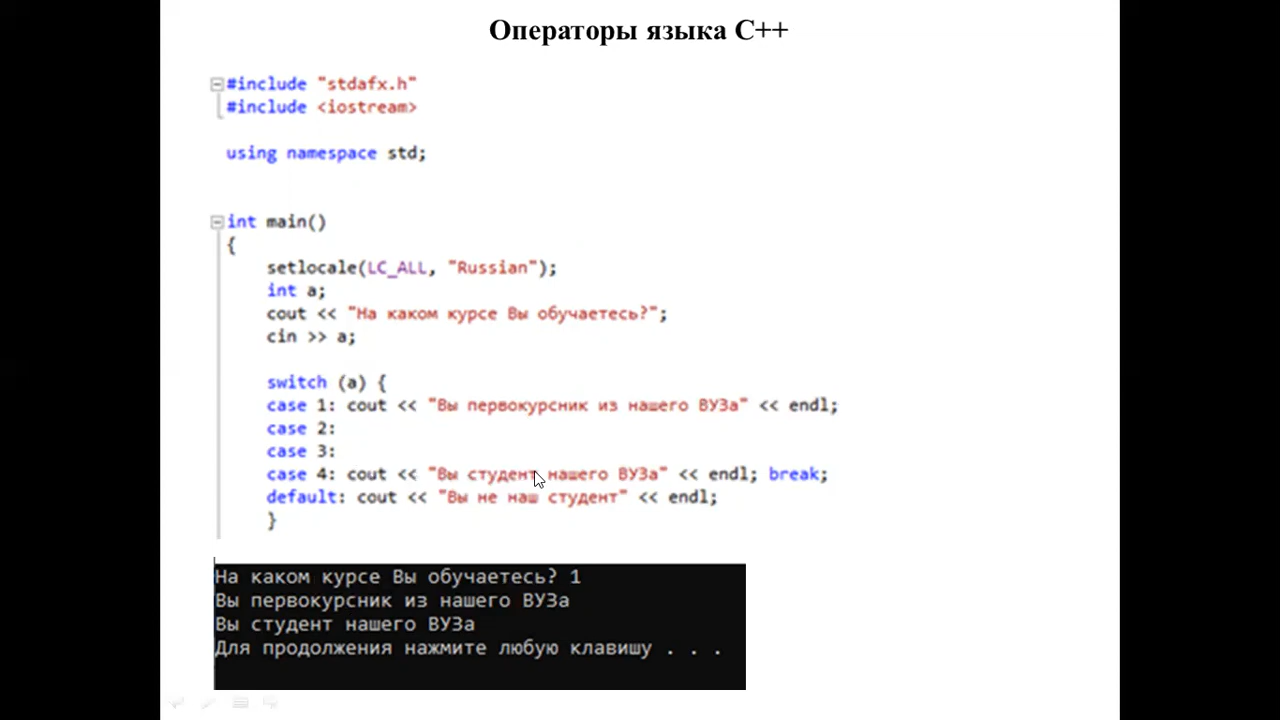 Операторы языка C++
#include "stdafx.h"
#include <iostream>
using namespace std;
int main()
{
setlocale(LC_ALL, "Russian");
int a;
cout << "На каком курсе Вы обучаетесь?";
cin >> a;
switch (a) {
case 1: cout << "Вы первокурсник из нашего ВУЗа" << endl;
case 2:
case 3:
case 4: cout << "Вы студент нашего ВУЗа" << endl; break;
default: cout << "Вы не наш студент" << endl;
}
На каком курсе Вы обучаетесь? 1
Вы первокурсник из нашего ВУЗа
Вы студент нашего ВУЗа
Для продолжения нажмите любую клавишу . . .